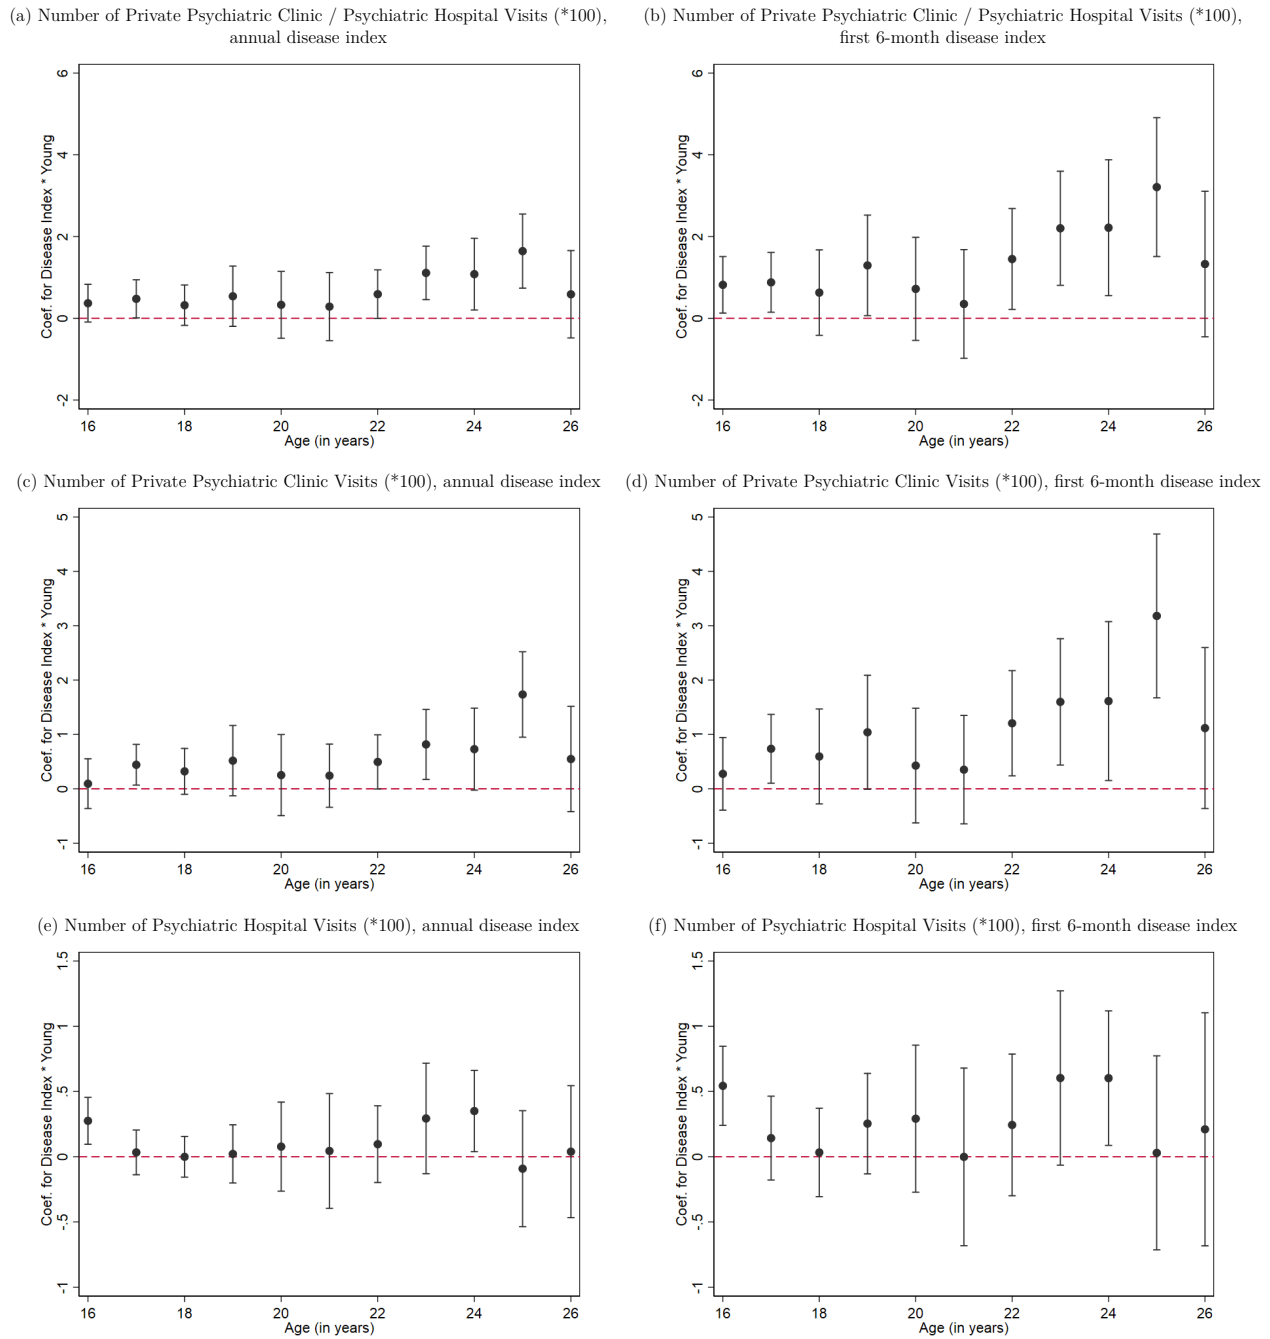 (a) Number of Private Psychiatric Clinic / Psychiatric Hospital Visits (*100),
annual disease index
Coef. for Disease Index * Young
6
4
2
0
-2
16 18 20 22 24 26
Age (in years)
(b) Number of Private Psychiatric Clinic / Psychiatric Hospital Visits (*100),
first 6-month disease index
Coef. for Disease Index * Young
6
4
2
0
-2
16 18 20 22 24 26
Age (in years)
(c) Number of Private Psychiatric Clinic Visits (*100), annual disease index
Coef. for Disease Index * Young
5
4
3
2
1
0
-1
16 18 20 22 24 26
Age (in years)
(d) Number of Private Psychiatric Clinic Visits (*100), first 6-month disease index
Coef. for Disease Index * Young
5
4
3
2
1
0
-1
16 18 20 22 24 26
Age (in years)
(e) Number of Psychiatric Hospital Visits (*100), annual disease index
Coef. for Disease Index * Young
1.5
1
.5
0
-.5
-1
16 18 20 22 24 26
Age (in years)
(f) Number of Psychiatric Hospital Visits (*100), first 6-month disease index
Coef. for Disease Index * Young
1.5
1
.5
0
-.5
-1
16 18 20 22 24 26
Age (in years)